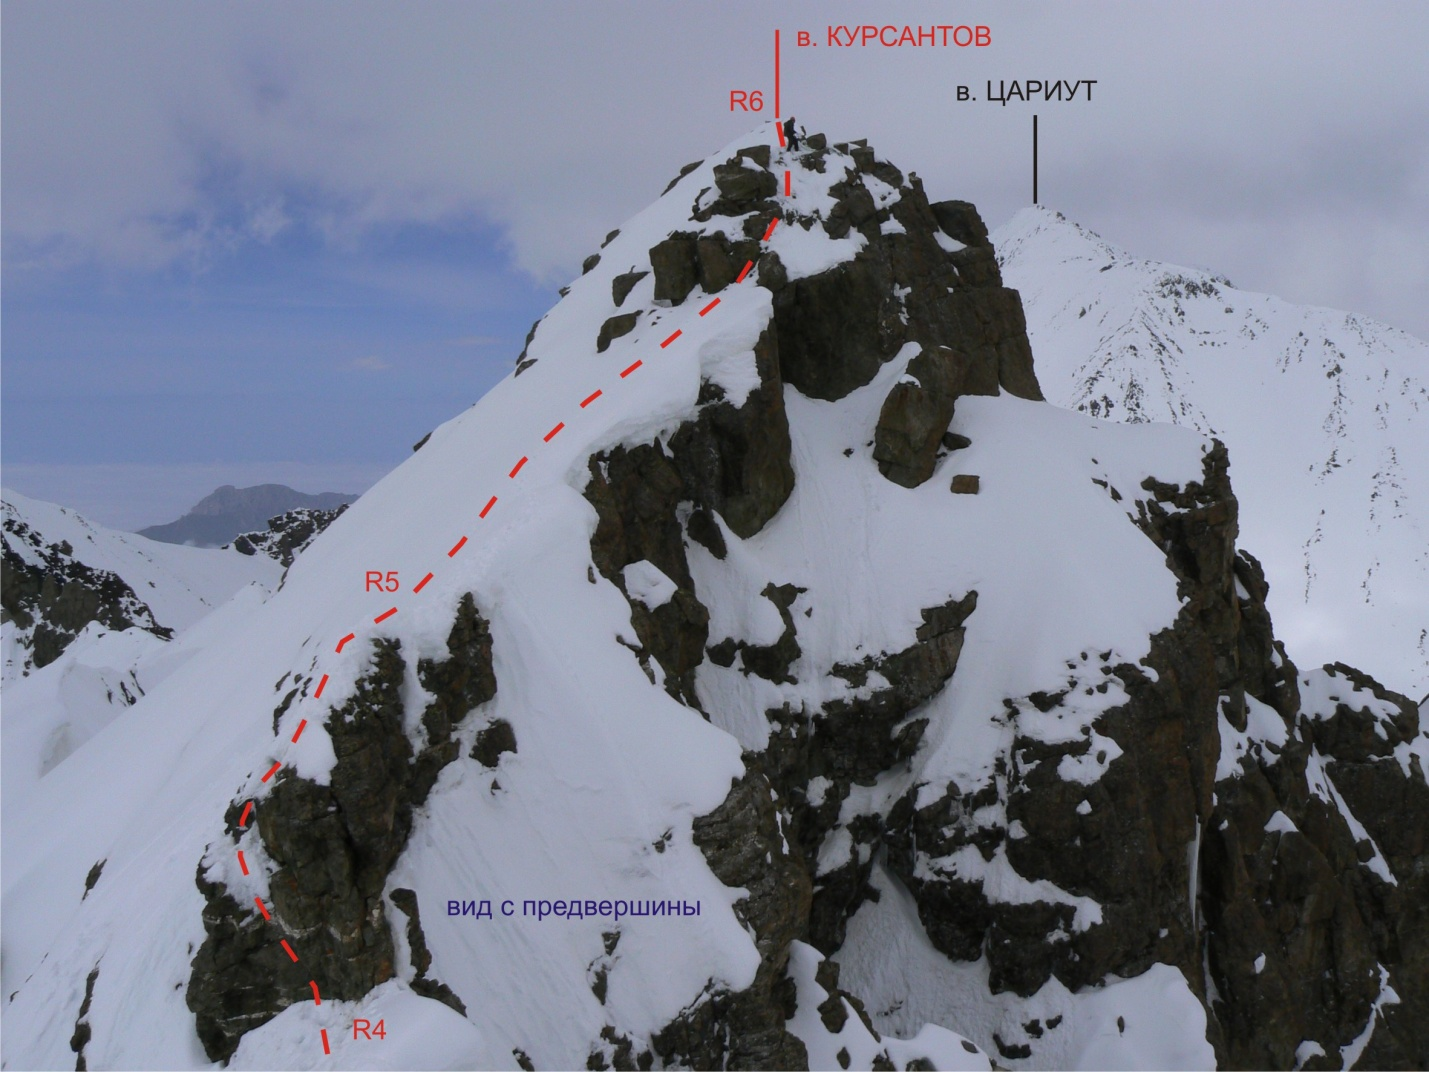 в. КУРСАНТОВ
R6
в. ЦАРИУТ
R5
вид с предвершины
R4